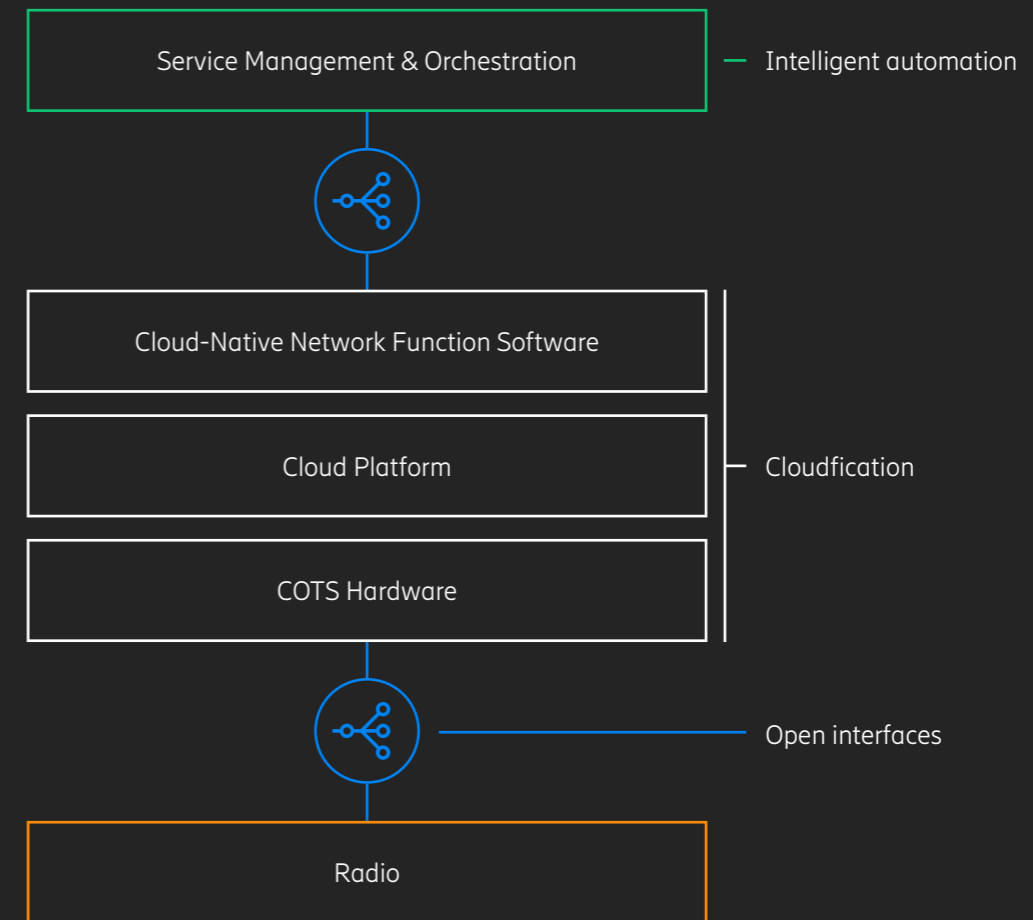 Service Management & Orchestration
Intelligent automation
Cloud-Native Network Function Software
Cloud Platform
Cloudfication
COTS Hardware
Open interfaces
Radio